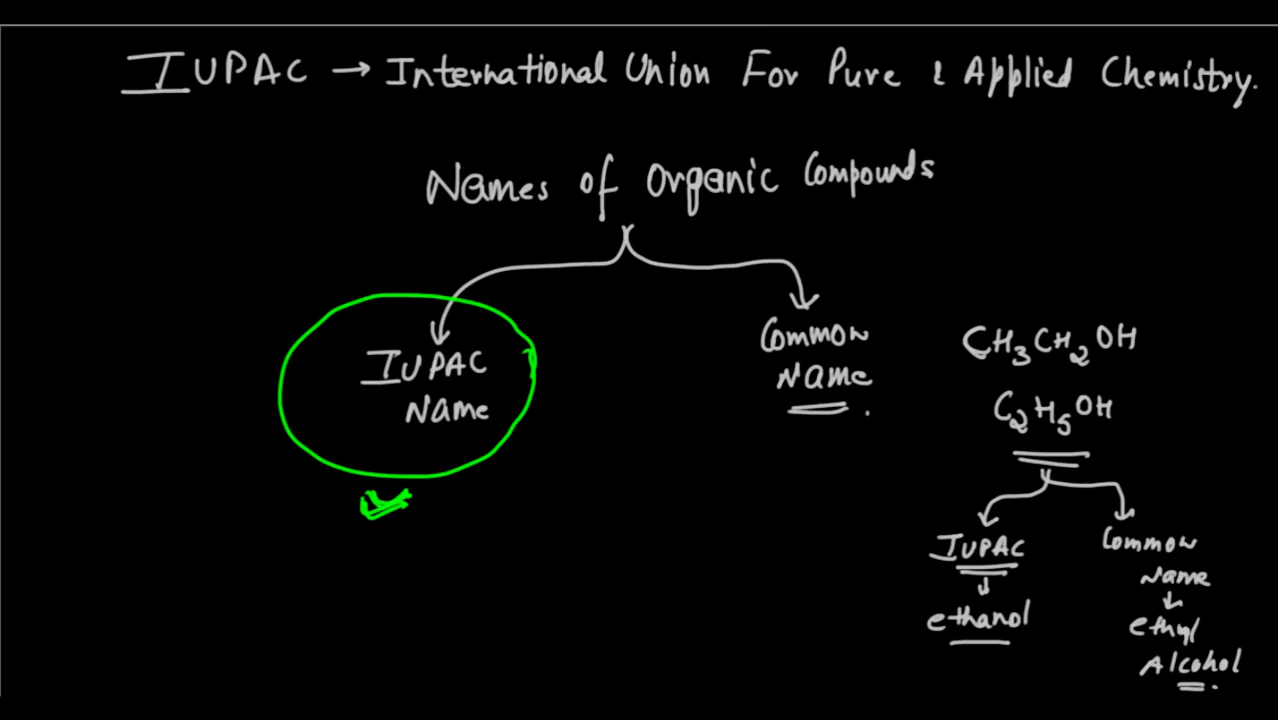 IUPAC → International Union For Pure & Applied Chemistry.
Names of Organic Compounds
IUPAC
Name
Common
Name
CH3CH2OH
C2H5OH
IUPAC
ethanol
Common
Name
ethyl
Alcohol